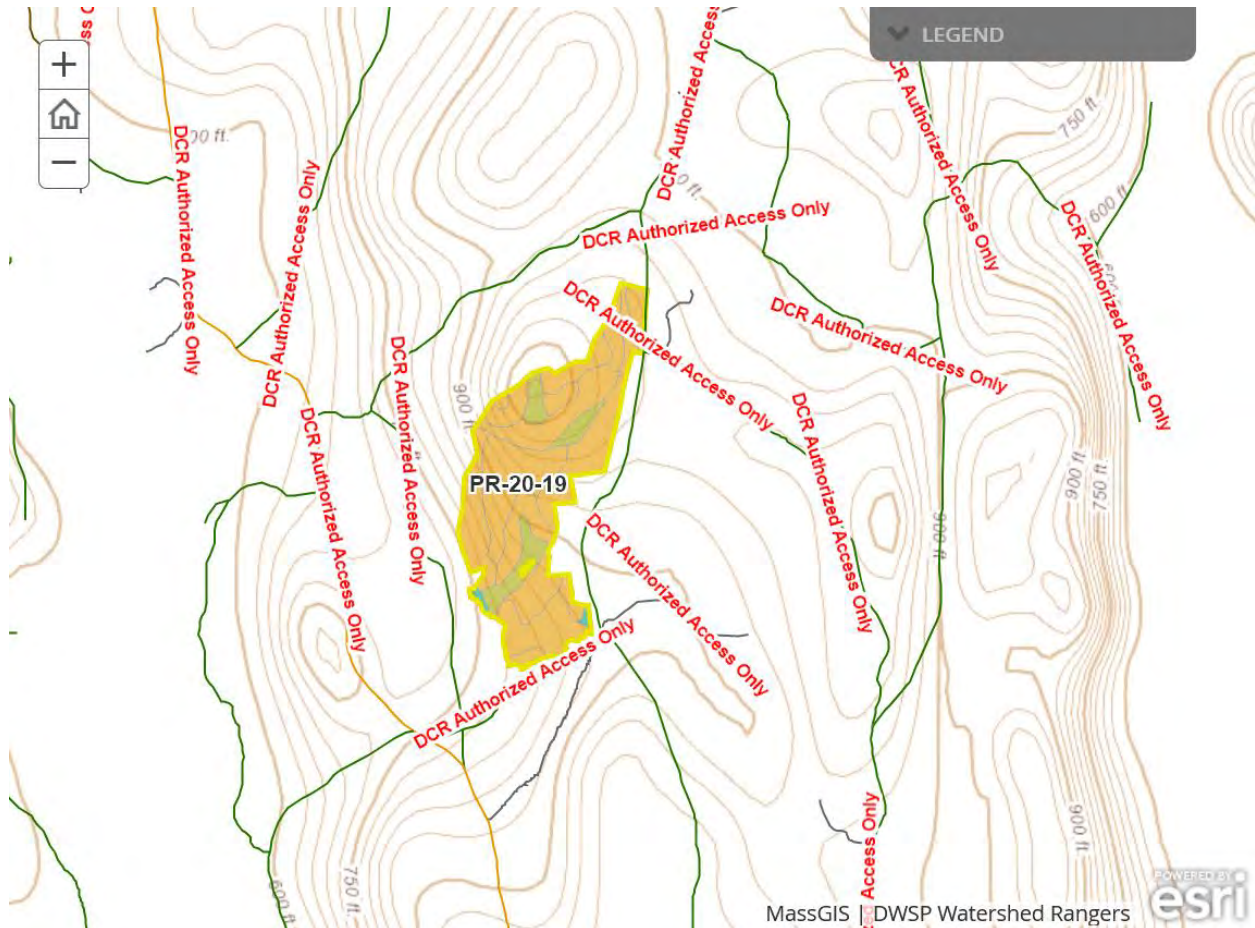 LEGEND
+
−
DCR Authorized Access Only
DCR Authorized Access Only
DCR Authorized Access Only
DCR Authorized Access Only
750 ft.
600 ft.
DCR Authorized Access Only
DCR Authorized Access Only
DCR Authorized Access Only
DCR Authorized Access Only
DCR Authorized Access Only
900 ft.
DCR Authorized Access Only
DCR Authorized Access Only
PR-20-19
900 ft.
750 ft.
900 ft.
DCR Authorized Access Only
DCR Authorized Access Only
DCR Authorized Access Only
Access Only
900 ft.
750 ft.
600 ft.
POWERED BY
esri
MassGIS | DWSP Watershed Rangers